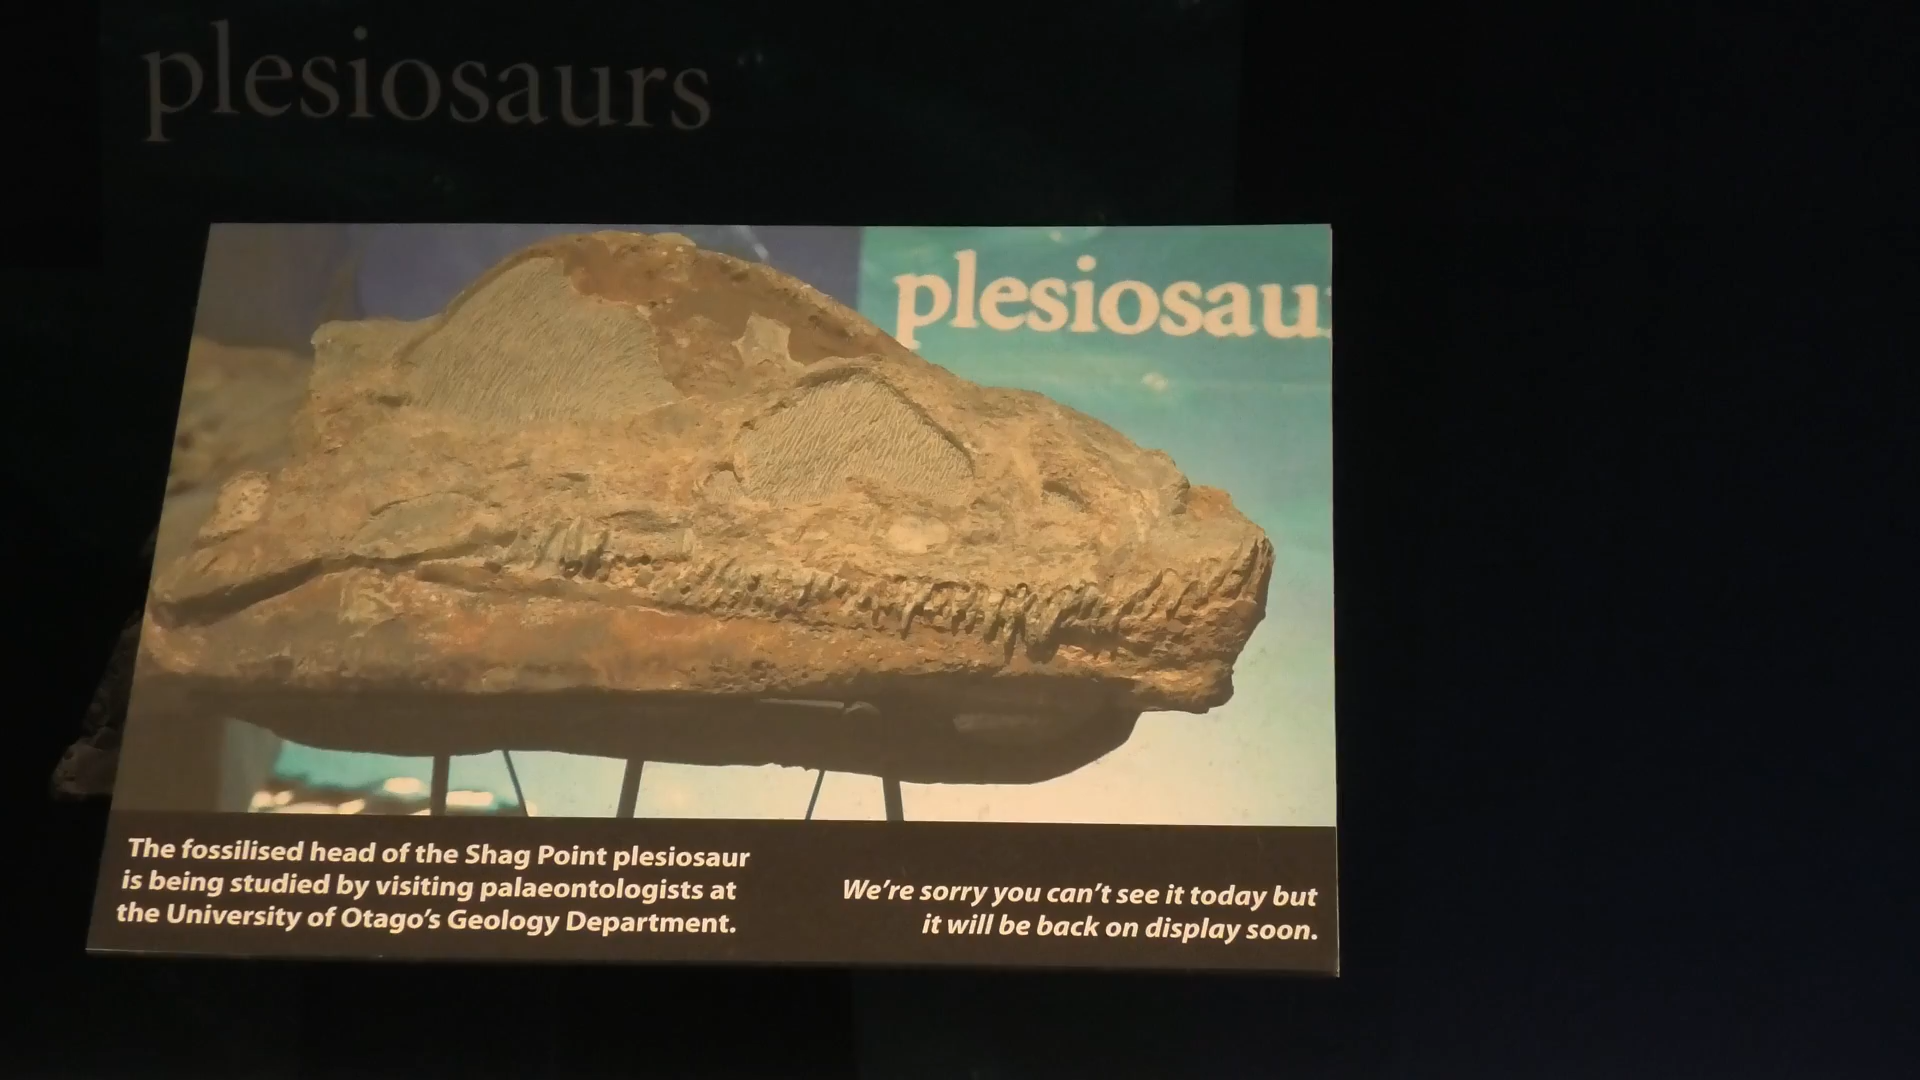 plesiosaurs
plesiosau
The fossilised head of the Shag Point plesiosaur
is being studied by visiting palaeontologists at
the University of Otago's Geology Department.
We're sorry you can't see it today but
it will be back on display soon.